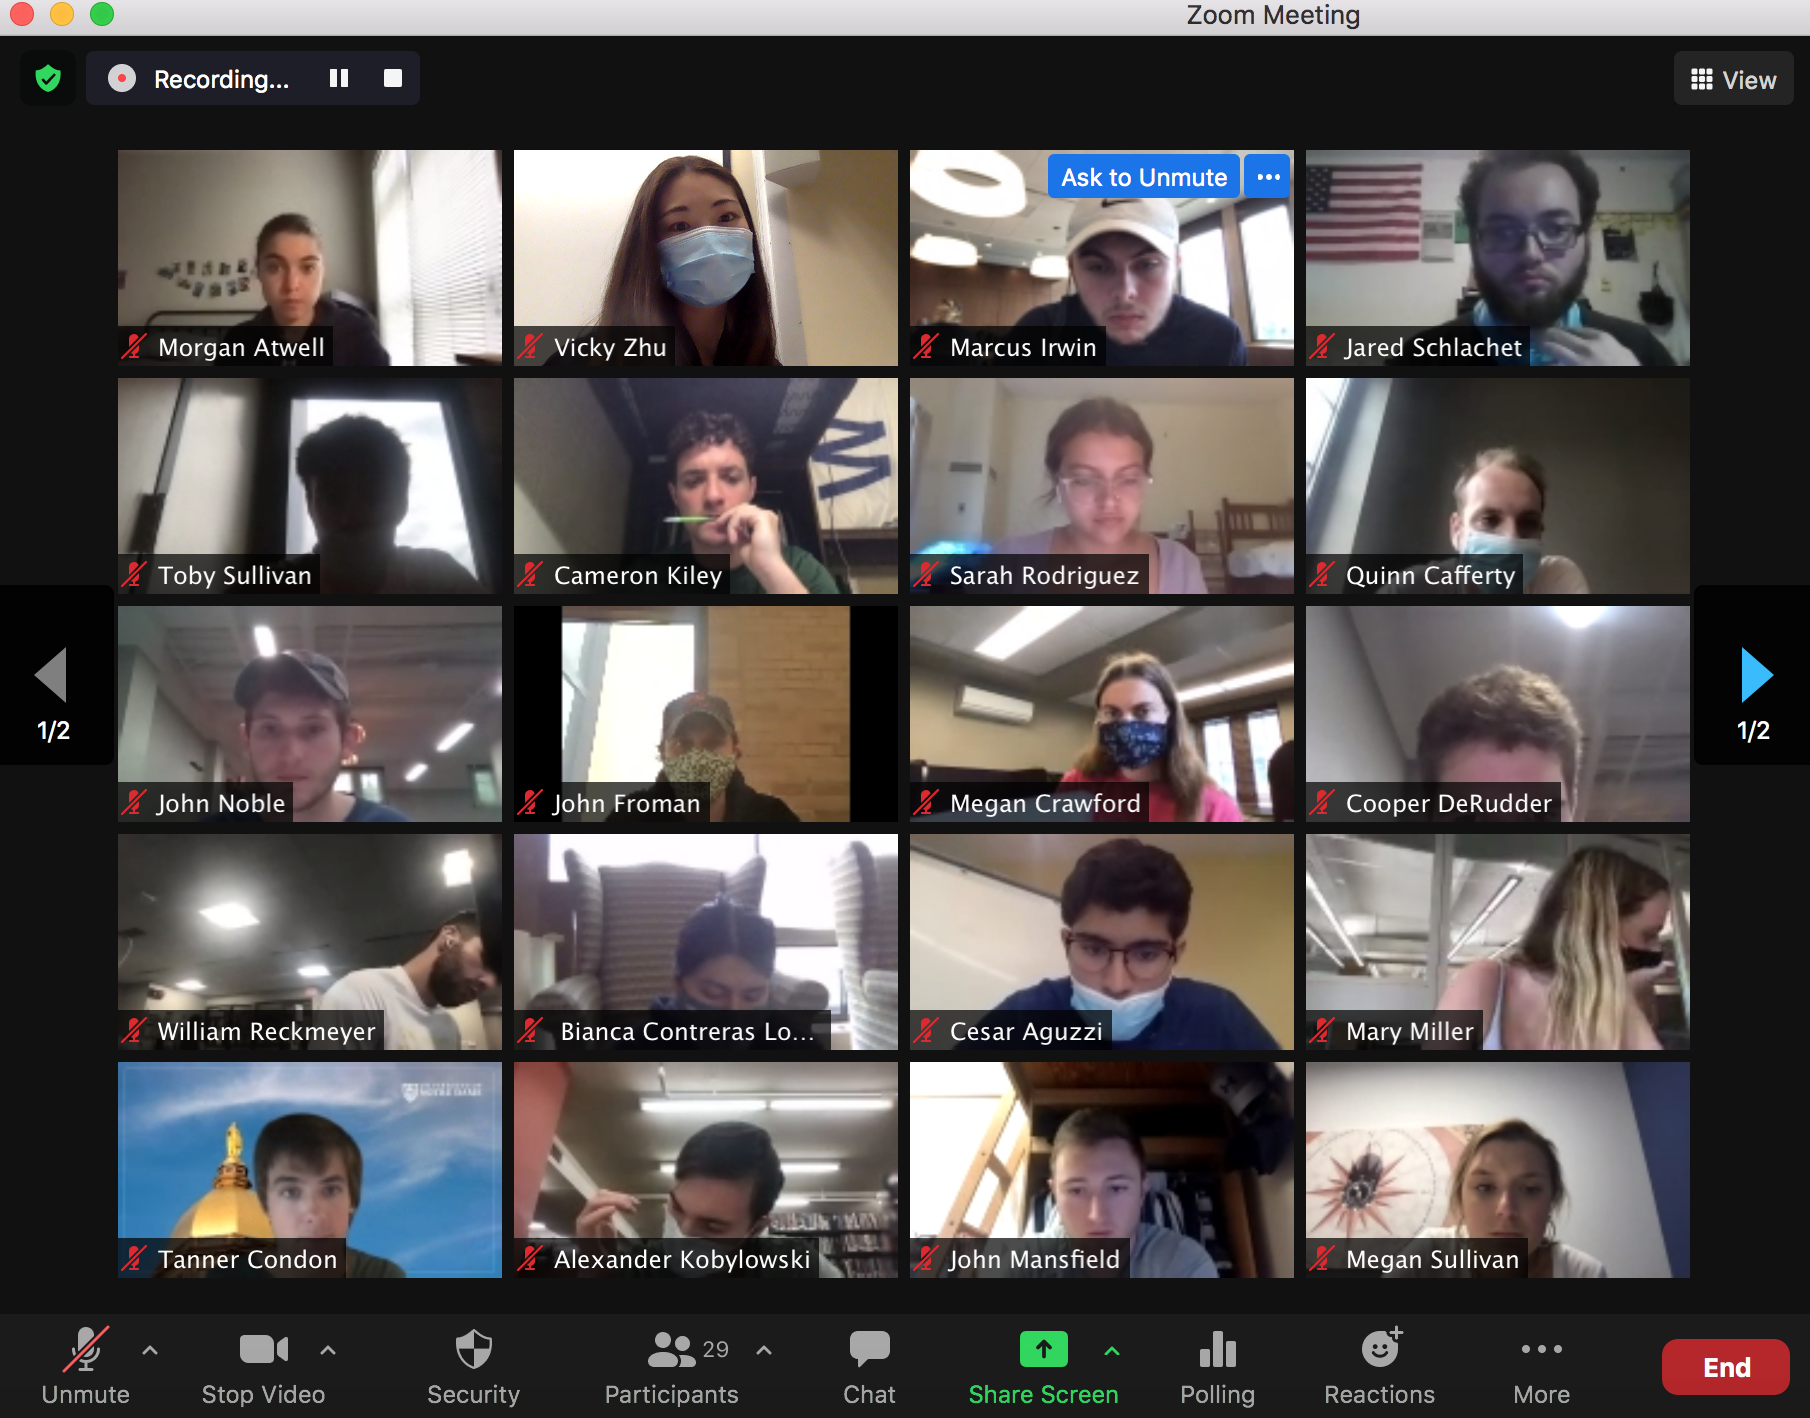 Zoom Meeting
Recording...
View
Ask to Unmute
Morgan Atwell
Vicky Zhu
Marcus Irwin
Jared Schlachet
Toby Sullivan
Cameron Kiley
Sarah Rodriguez
Quinn Cafferty
1/2
1/2
John Noble
John Froman
Megan Crawford
Cooper DeRudder
William Reckmeyer
Bianca Contreras Lo...
Cesar Aguzzi
Mary Miller
Tanner Condon
Alexander Kobylowski
John Mansfield
Megan Sullivan
29
Unmute
Stop Video
Security
Participants
Chat
Share Screen
Polling
Reactions
More
End
W